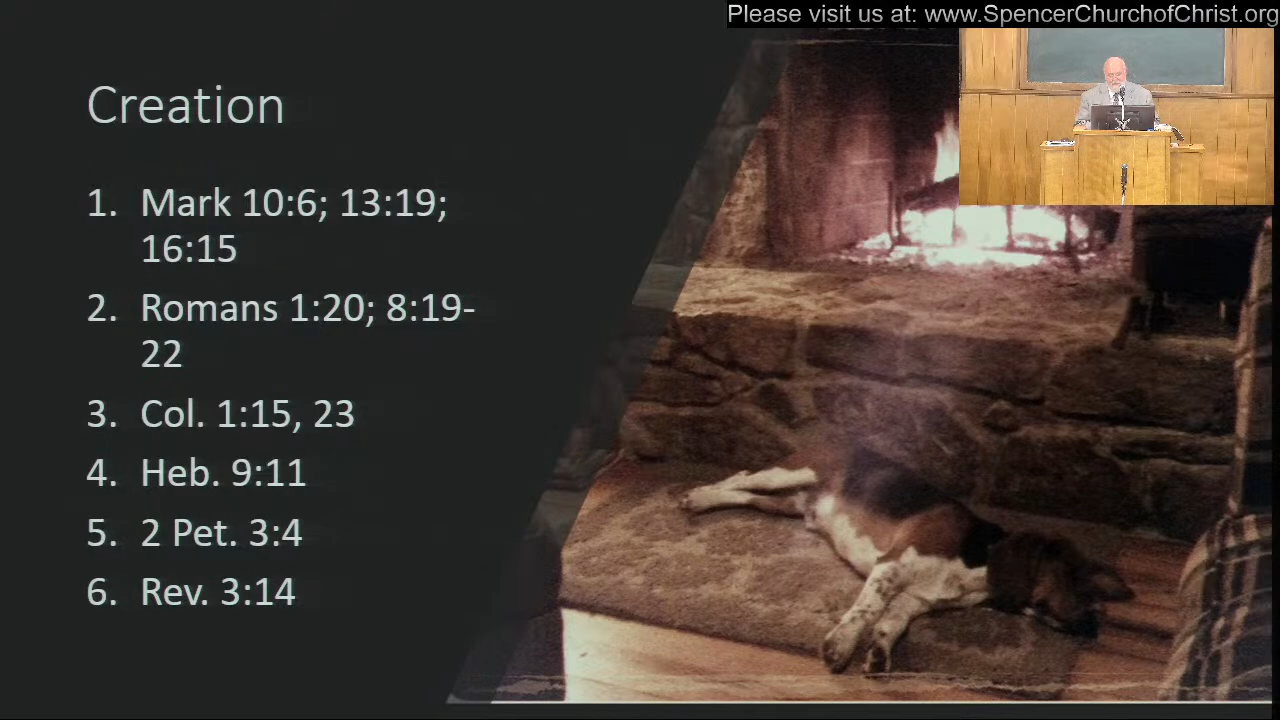 Please visit us at: www.SpencerChurchofChrist.org
Creation
1. Mark 10:6; 13:19;
16:15
2. Romans 1:20; 8:19-
22
3. Col. 1:15, 23
4. Heb. 9:11
5. 2 Pet. 3:4
6. Rev. 3:14